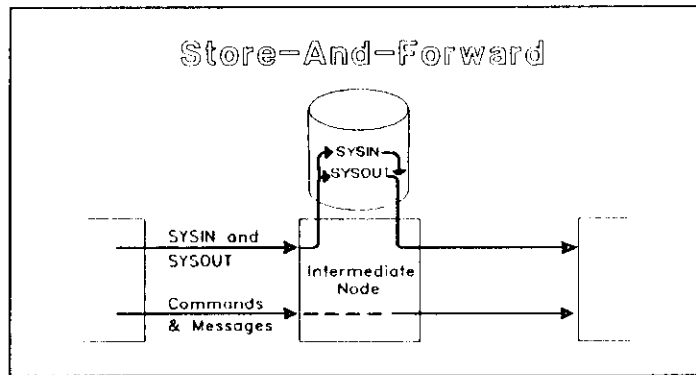 Store-And-Forward
SYSIN
SYSOUT
SYSIN and
SYSOUT
Intermediate
Node
Commands
& Messages